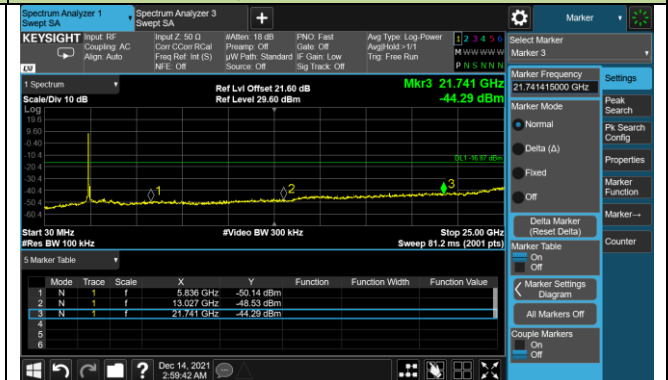 Spectrum Analyzer 1
Swept SA
Spectrum Analyzer 3
Swept SA
Marker
KEYSIGHT
Input: RF
Coupling: AC
Align: Auto
Input Z: 50 Ω
Corr CCorr RCal
Freq Ref: Int (S)
NFE: Off
#Atten: 18 dB
Preamp: Off
µW Path: Standard
Source: Off
PNO: Fast
Gate: Off
IF Gain: Low
Sig Track: Off
Avg Type: Log-Power
Avg|Hold:>1/1
Trig: Free Run
1 2 3 4 5 6
M W W W W W
P N S N N N
LXI
Select Marker
Marker 3
1 Spectrum
Scale/Div 10 dB
Ref Lvl Offset 21.60 dB
Ref Level 29.60 dBm
Mkr3 21.741 GHz
-44.29 dBm
Log
19.6
9.60
-0.40
-10.4
-20.4
-30.4
-40.4
-50.4
-60.4
DL1 -16.87 dBm
1
2
3
Start 30 MHz
#Res BW 100 kHz
#Video BW 300 kHz
Stop 25.00 GHz
Sweep 81.2 ms (2001 pts)
5 Marker Table
Mode Trace Scale X Y Function Function Width Function Value
1 N 1 f 5.836 GHz -50.14 dBm
2 N 1 f 13.027 GHz -48.53 dBm
3 N 1 f 21.741 GHz -44.29 dBm
4
5
6
Marker Frequency
21.741415000 GHz
Marker Mode
Normal
Delta (Δ)
Fixed
Off
Delta Marker
(Reset Delta)
Marker Table
On
Off
Marker Settings
Diagram
All Markers Off
Couple Markers
On
Off
Settings
Peak
Search
Pk Search
Config
Properties
Marker
Function
Marker→
Counter
?
Dec 14, 2021
2:59:42 AM